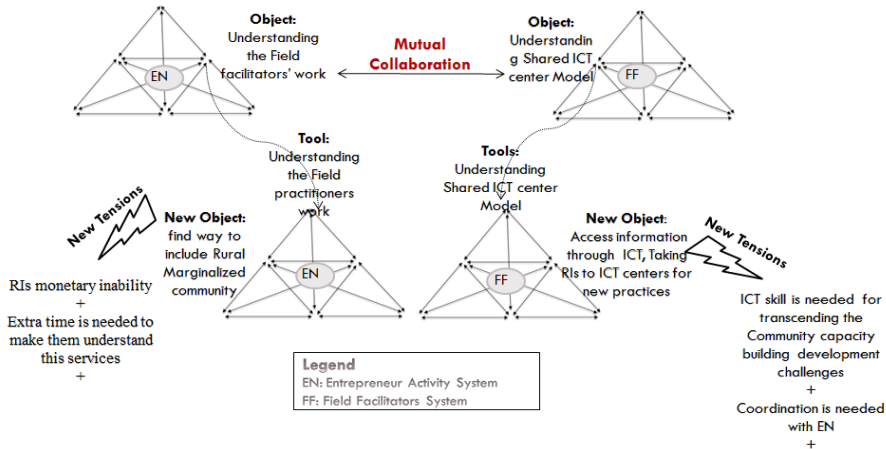 Object:
Understanding
the Field
facilitators' work
EN
Mutual
Collaboration
Object:
Understandin
g Shared ICT
center Model
FF
Tool:
Understanding
the Field
practitioners
work
Tools:
Understanding
Shared ICT center
Model
New Tensions
New Object:
find way to
include Rural
Marginalized
community
EN
FF
New Object:
Access information
through ICT, Taking
RIs to ICT centers for
new practices
New Tensions
RIs monetary inability
+
Extra time is needed to
make them understand
this services
+
ICT skill is needed for
transcending the
Community capacity
building development
challenges
+
Coordination is needed
with EN
+
Legend
EN: Entrepreneur Activity System
FF: Field Facilitators System